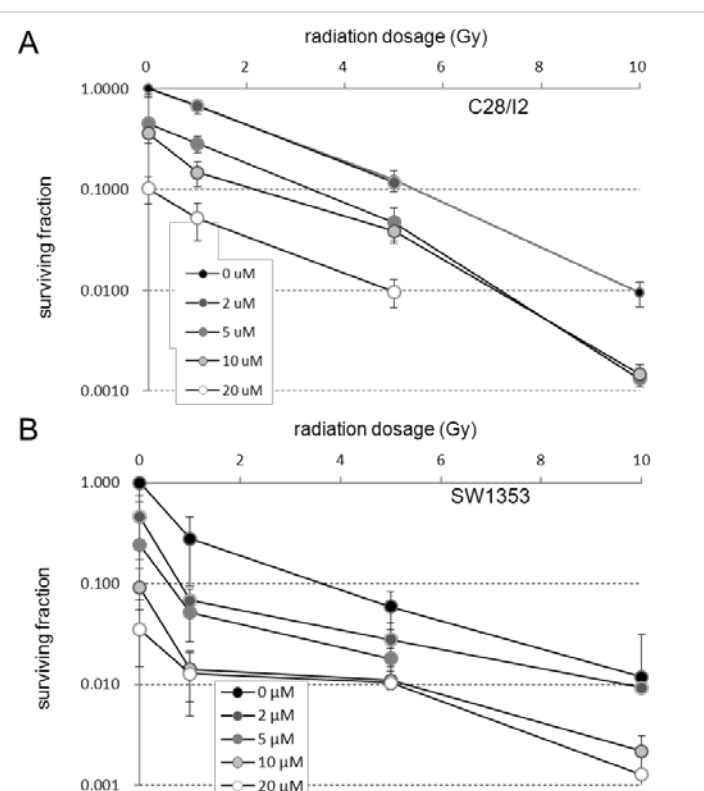 A
radiation dosage (Gy)
0 2 4 6 8 10
1.0000
C28/I2
0.1000
surviving fraction
0.0100
0.0010
0 uM
2 uM
5 uM
10 uM
20 uM
B
radiation dosage (Gy)
0 2 4 6 8 10
1.000
SW1353
0.100
surviving fraction
0.010
0.001
0 μM
2 μM
5 μM
10 μM
20 μM